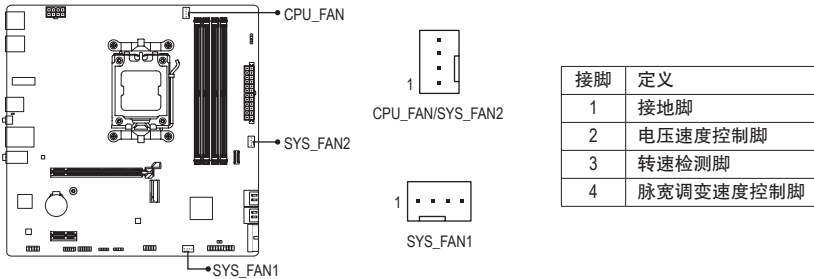 CPU_FAN
SYS_FAN2
SYS_FAN1
1
CPU_FAN/SYS_FAN2
1
SYS_FAN1
接脚 定义
1 接地脚
2 电压速度控制脚
3 转速检测脚
4 脉宽调变速度控制脚